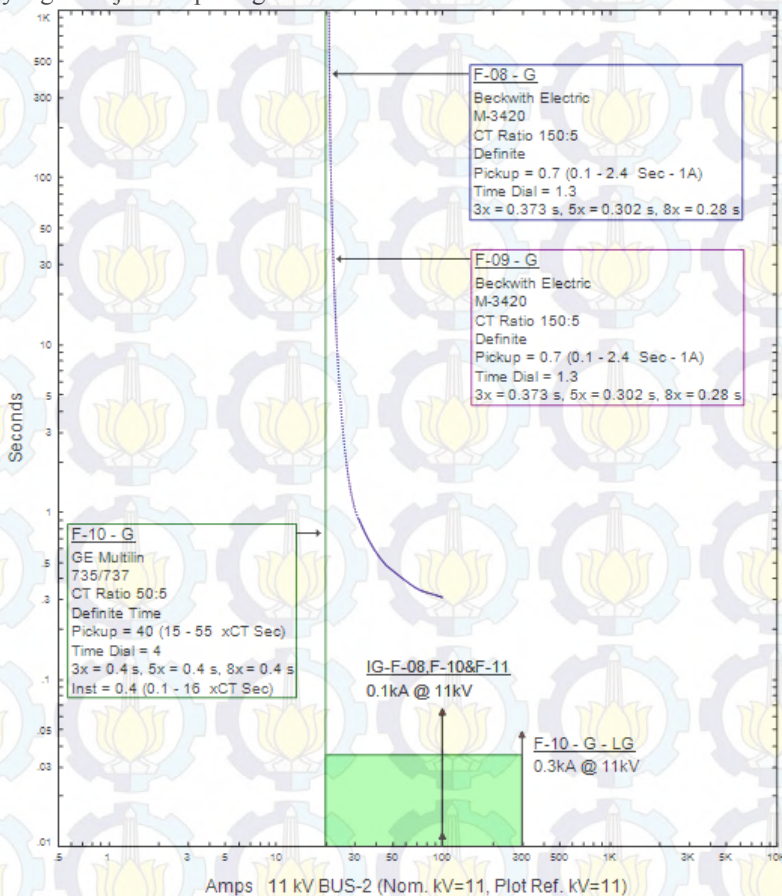 1K
500
300
100
50
30
10
5
3
1
.5
.3
.1
.05
.03
.01
Seconds
F-08 - G
Beckwith Electric
M-3420
CT Ratio 150:5
Definite
Pickup = 0.7 (0.1 - 2.4 Sec - 1A)
Time Dial = 1.3
3x = 0.373 s, 5x = 0.302 s, 8x = 0.28 s
F-09 - G
Beckwith Electric
M-3420
CT Ratio 150:5
Definite
Pickup = 0.7 (0.1 - 2.4 Sec - 1A)
Time Dial = 1.3
3x = 0.373 s, 5x = 0.302 s, 8x = 0.28 s
F-10 - G
GE Multilin
735/737
CT Ratio 50:5
Definite Time
Pickup = 40 (15 - 55 xCT Sec)
Time Dial = 4
3x = 0.4 s, 5x = 0.4 s, 8x = 0.4 s
Inst = 0.4 (0.1 - 16 xCT Sec)
IG-F-08,F-10&F-11
0.1kA @ 11kV
F-10 - G - LG
0.3kA @ 11kV
.5 1 3 5 10 30 50 100 300 500 1K 3K 5K 10K
Amps 11 kV BUS-2 (Nom. kV=11, Plot Ref. kV=11)